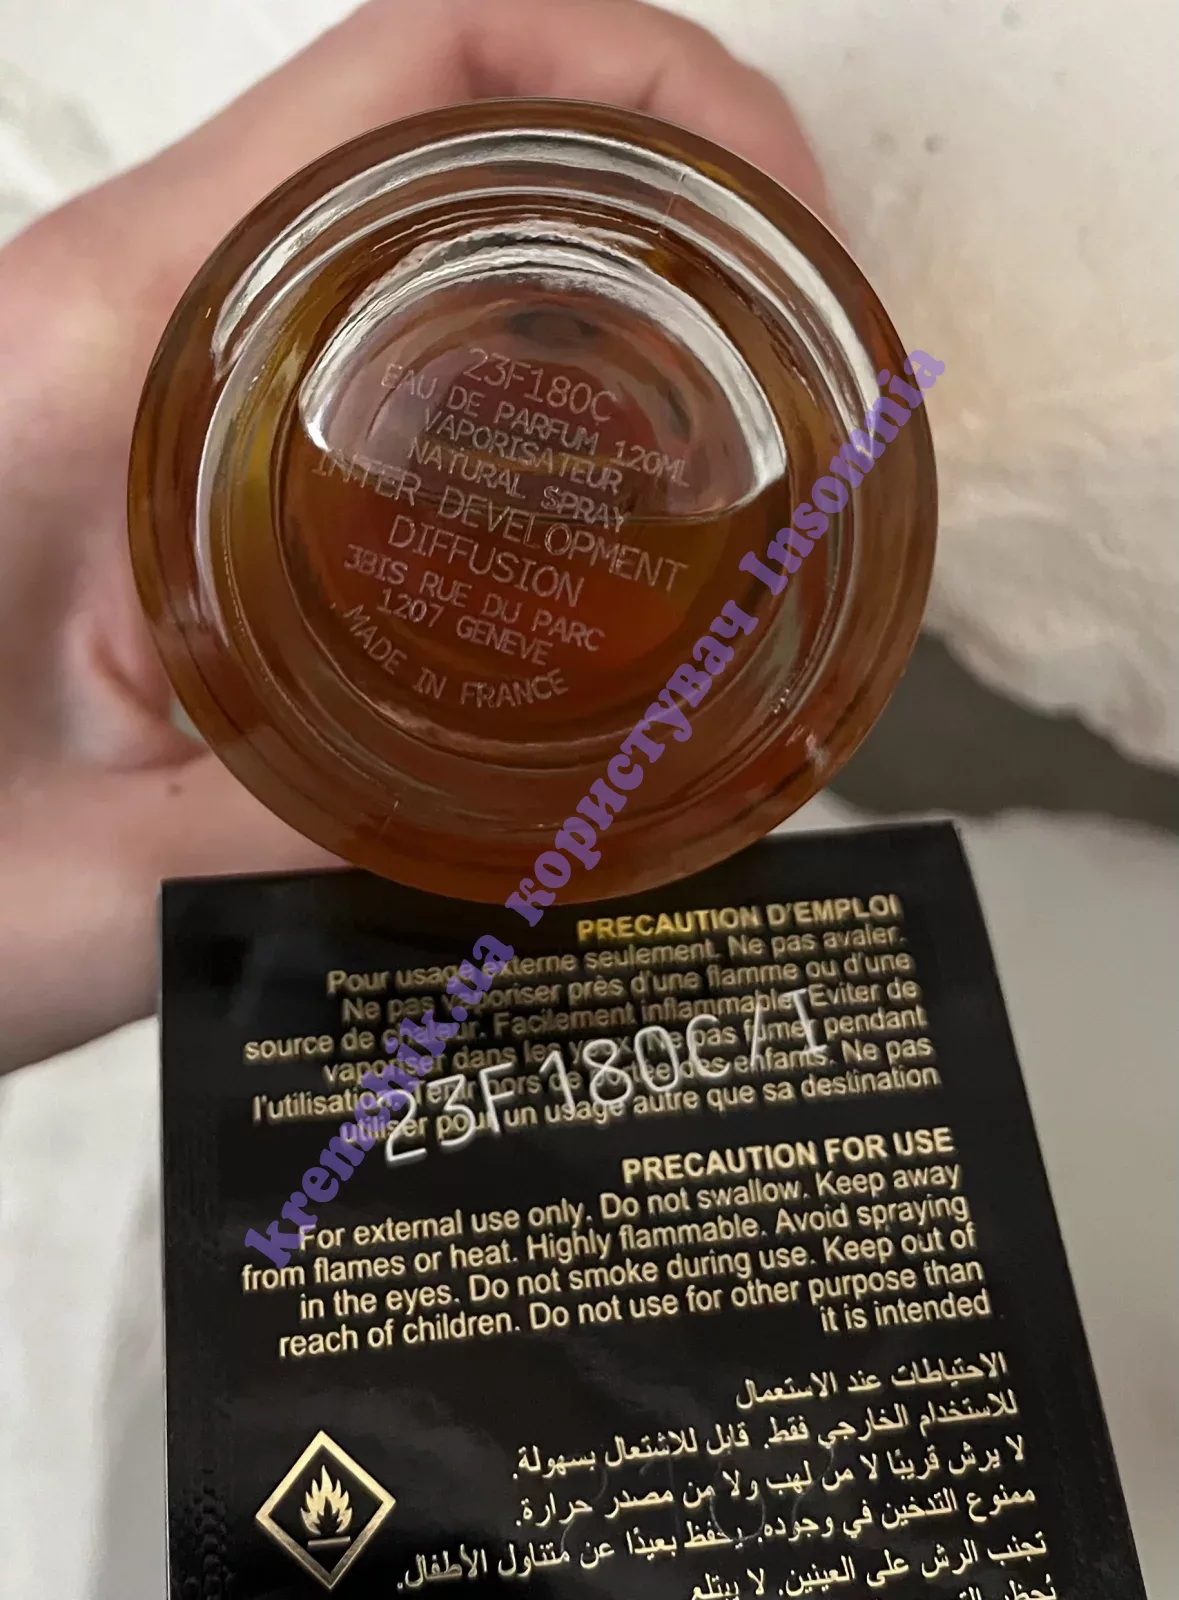 23F180C
EAU DE PARFUM 120ML
VAPORISATEUR
NATURAL SPRAY
INTER DEVELOPMENT
DIFFUSION
3BIS RUE DU PARC
1207 GENEVE
MADE IN FRANCE
kremchik.ua користувач Insomnia
PRECAUTION D'EMPLOI
Pour usage externe seulement. Ne pas avaler.
Ne pas vaporiser près d'une flamme ou d'une
source de chaleur. Facilement inflammable. Eviter de
vaporiser dans les yeux. Ne pas fumer pendant
l'utilisation. Tenir hors de portée des enfants. Ne pas
utiliser pour un usage autre que sa destination
23F180C/I
PRECAUTION FOR USE
For external use only. Do not swallow. Keep away
from flames or heat. Highly flammable. Avoid spraying
in the eyes. Do not smoke during use. Keep out of
reach of children. Do not use for other purpose than
it is intended
الاحتياطات عند الاستعمال
للاستخدام الخارجي فقط. قابل للاشتعال بسهولة.
لا يرش قريبًا لا من لهب ولا من مصدر حرارة.
ممنوع التدخين في وجوده. يحفظ بعيدًا عن متناول الأطفال.
تجنب الرش على العينين. لا يبتلع